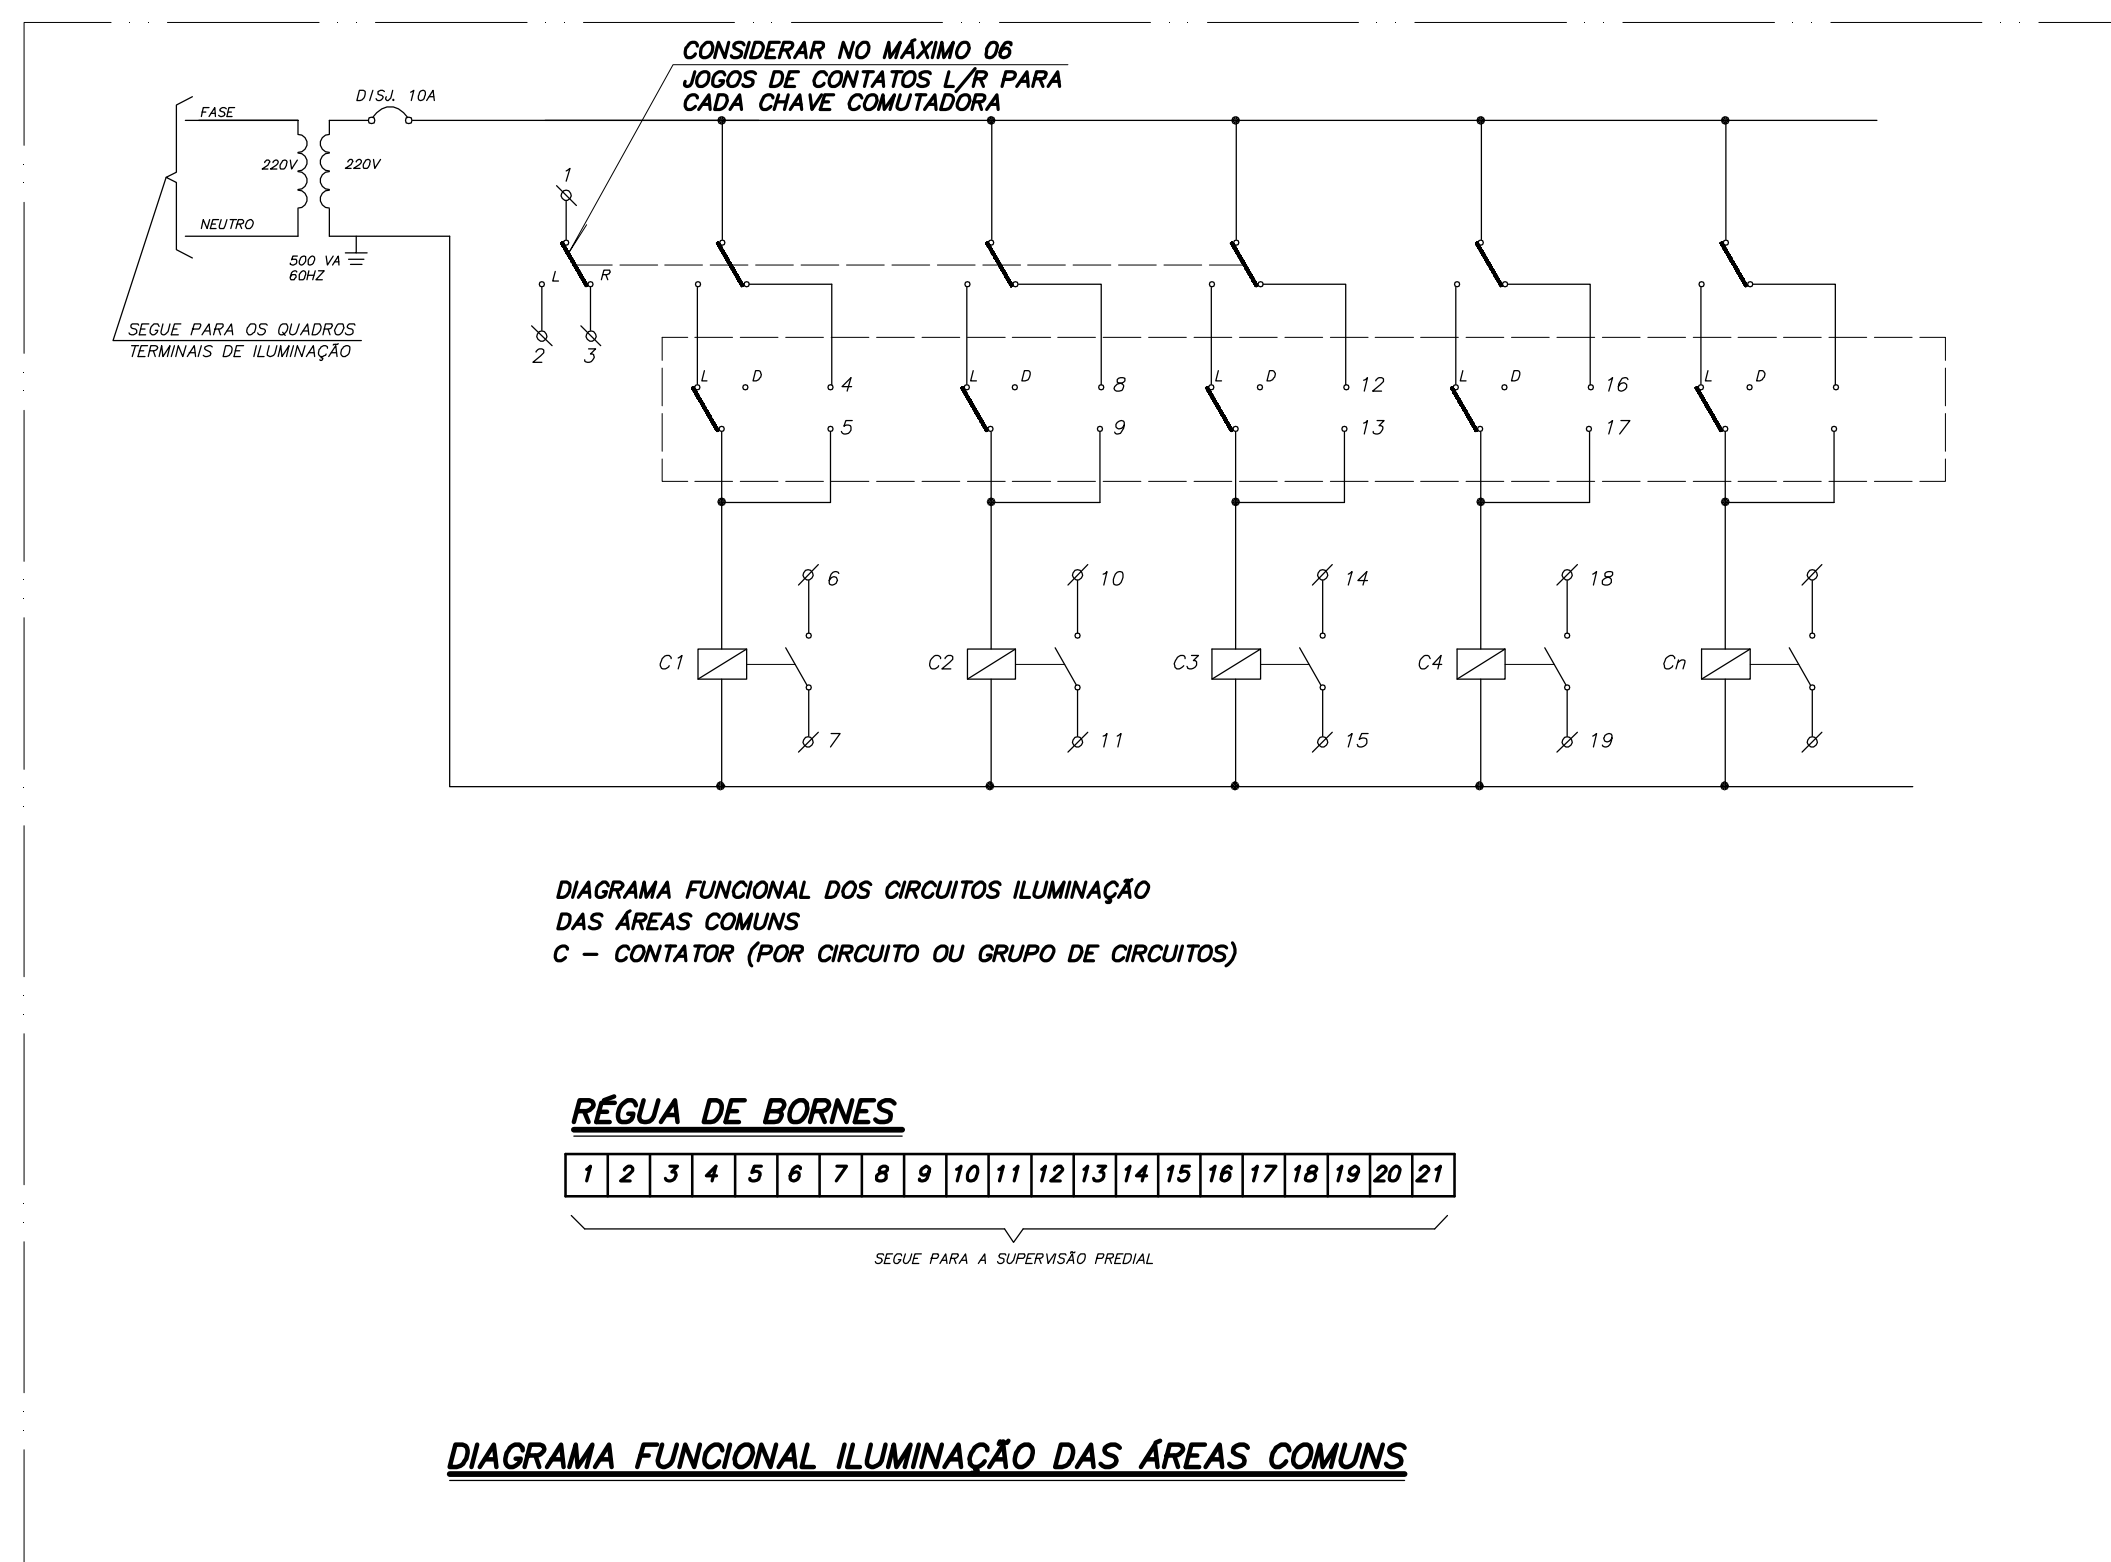 CONSIDERAR NO MÁXIMO 06
JOGOS DE CONTATOS L/R PARA
CADA CHAVE COMUTADORA
DISJ. 10A
FASE
220V 220V
NEUTRO
500 VA
60HZ
SEGUE PARA OS QUADROS
TERMINAIS DE ILUMINAÇÃO
1
L R
2 3
L D 4 L D 8 L D 12 L D 16 L D
5 9 13 17
6 10 14 18
C1 C2 C3 C4 Cn
7 11 15 19
DIAGRAMA FUNCIONAL DOS CIRCUITOS ILUMINAÇÃO
DAS ÁREAS COMUNS
C - CONTATOR (POR CIRCUITO OU GRUPO DE CIRCUITOS)
RÉGUA DE BORNES
1 2 3 4 5 6 7 8 9 10 11 12 13 14 15 16 17 18 19 20 21
SEGUE PARA A SUPERVISÃO PREDIAL
DIAGRAMA FUNCIONAL ILUMINAÇÃO DAS ÁREAS COMUNS